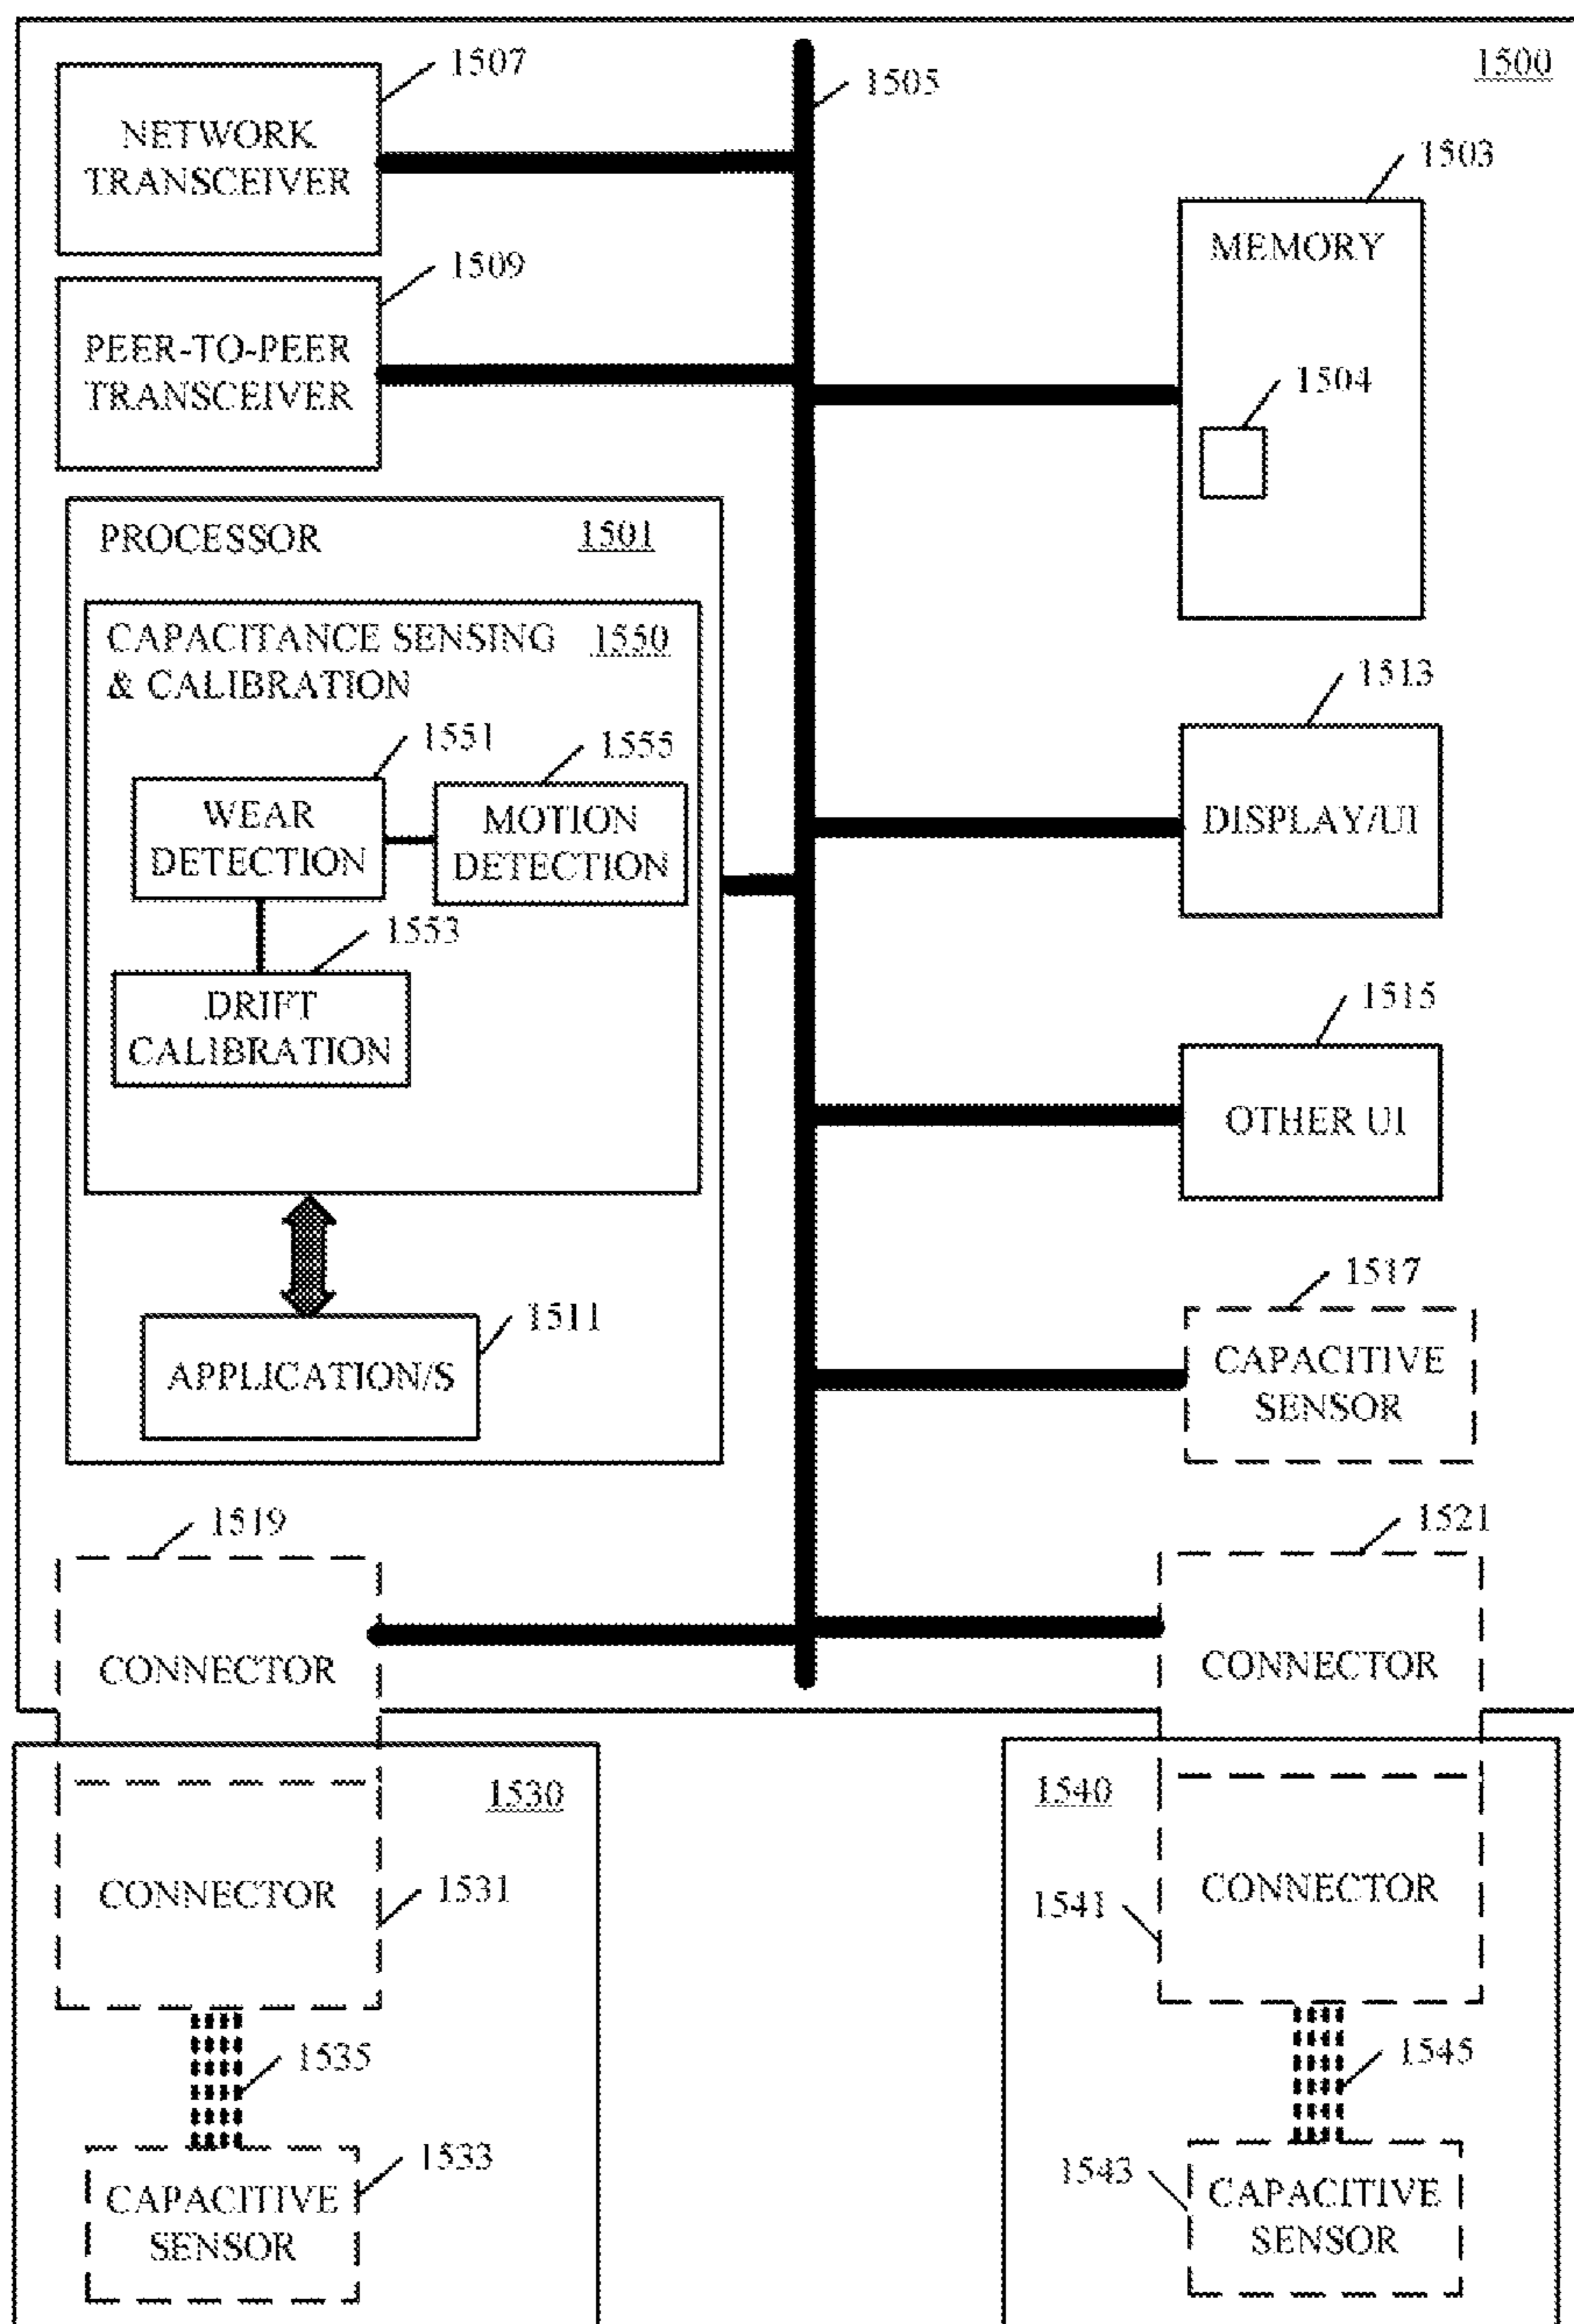 1500
1507
1505
NETWORK
TRANSCEIVER
1503
MEMORY
1509
PEER-TO-PEER
TRANSCEIVER
1504
PROCESSOR 1501
CAPACITANCE SENSING 1550
& CALIBRATION
1551
1555
WEAR
DETECTION
MOTION
DETECTION
1553
DRIFT
CALIBRATION
1513
DISPLAY/UI
1515
OTHER UI
1511
APPLICATION/S
1517
CAPACITIVE
SENSOR
1519
CONNECTOR
1521
CONNECTOR
1530
CONNECTOR
1531
1535
1533
CAPACITIVE
SENSOR
1540
CONNECTOR
1541
1545
1543
CAPACITIVE
SENSOR